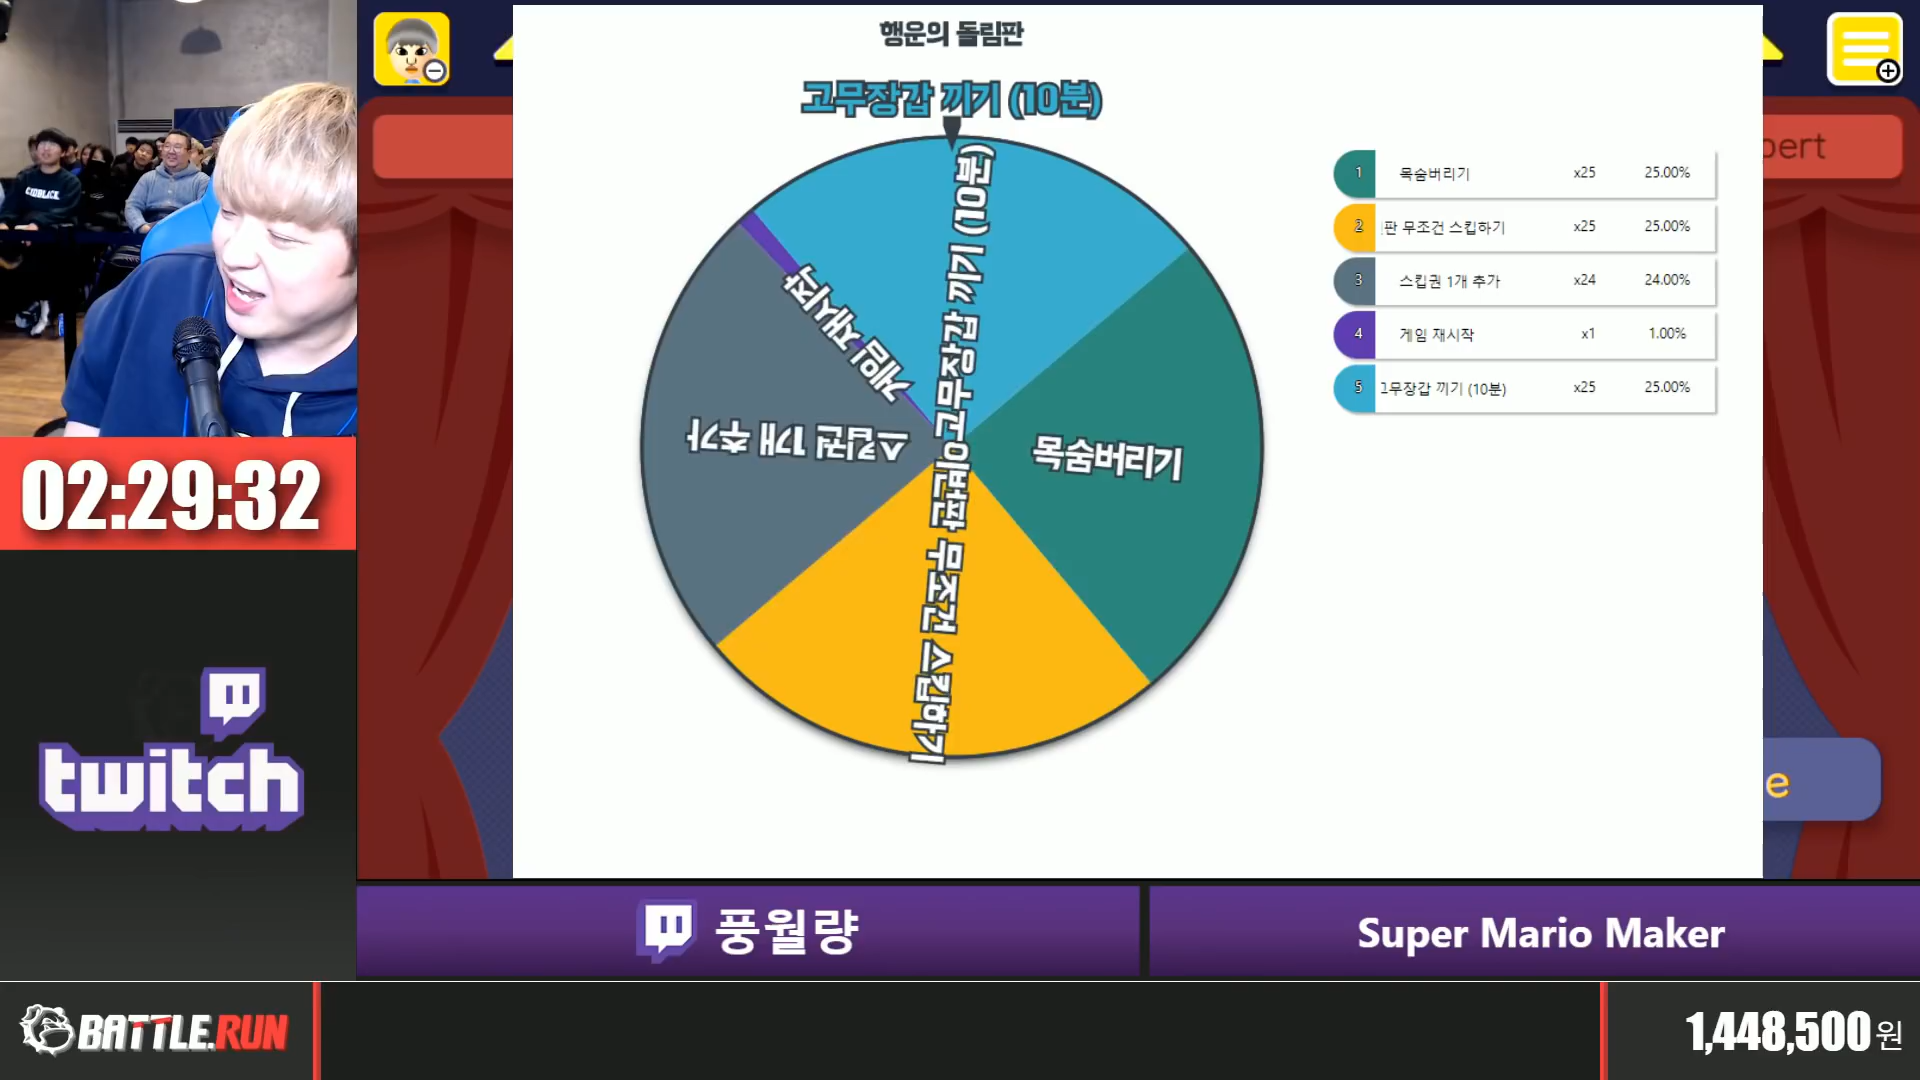 행운의 돌림판
고무장갑 끼기 (10분)
고무장갑 끼기 (10분)
목숨버리기
이번판 무조건 스킵하기
스킵권 1개 추가
게임 재시작
1 목숨버리기 x25 25.00%
2 판 무조건 스킵하기 x25 25.00%
3 스킵권 1개 추가 x24 24.00%
4 게임 재시작 x1 1.00%
5 고무장갑 끼기 (10분) x25 25.00%
pert
e
02:29:32
twitch
풍월량
Super Mario Maker
BATTLE.RUN
1,448,500원